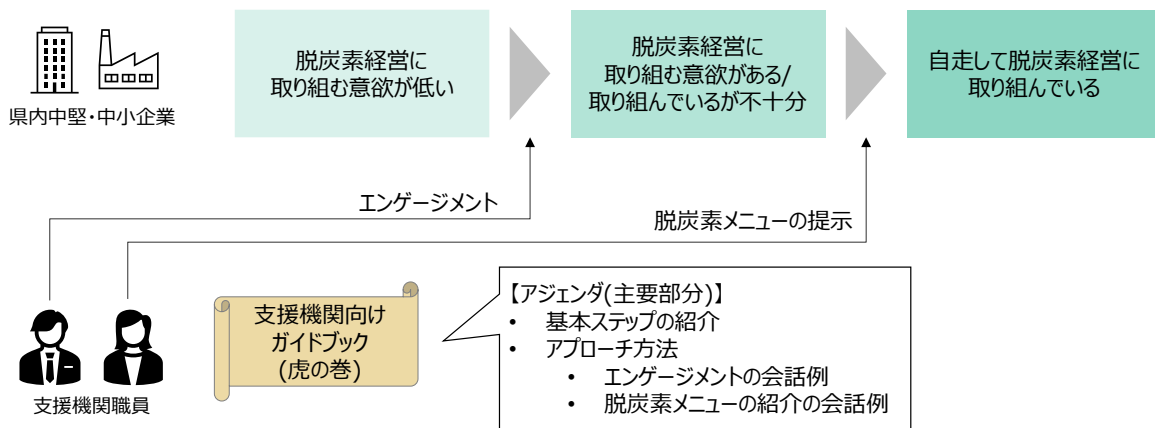 県内中堅・中小企業
脱炭素経営に
取り組む意欲が低い
脱炭素経営に
取り組む意欲がある/
取り組んでいるが不十分
自走して脱炭素経営に
取り組んでいる
エンゲージメント
脱炭素メニューの提示
支援機関職員
支援機関向け
ガイドブック
(虎の巻)
【アジェンダ(主要部分)】
• 基本ステップの紹介
• アプローチ方法
• エンゲージメントの会話例
• 脱炭素メニューの紹介の会話例